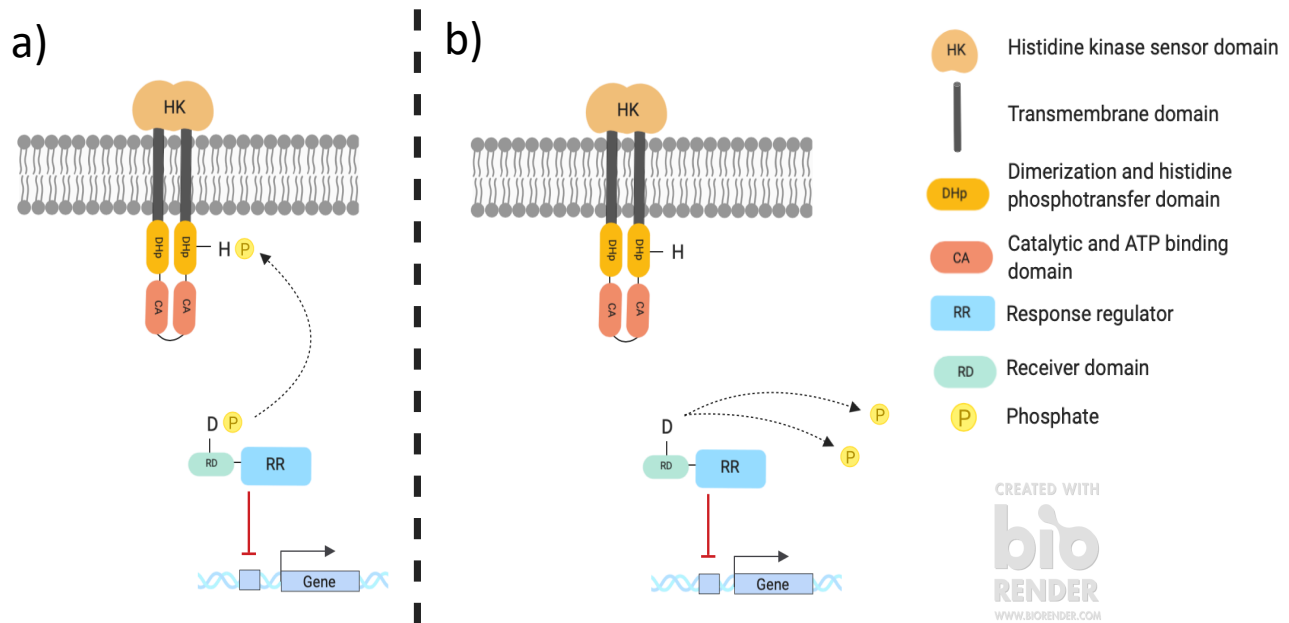 a)
HK
DHp
DHp
H
P
CA
CA
D
P
RD
RR
Gene
b)
HK
DHp
DHp
H
CA
CA
D
P
P
RD
RR
Gene
HK
Histidine kinase sensor domain
Transmembrane domain
DHp
Dimerization and histidine
phosphotransfer domain
CA
Catalytic and ATP binding
domain
RR
Response regulator
RD
Receiver domain
P
Phosphate
CREATED WITH
bio
RENDER
WWW.BIORENDER.COM